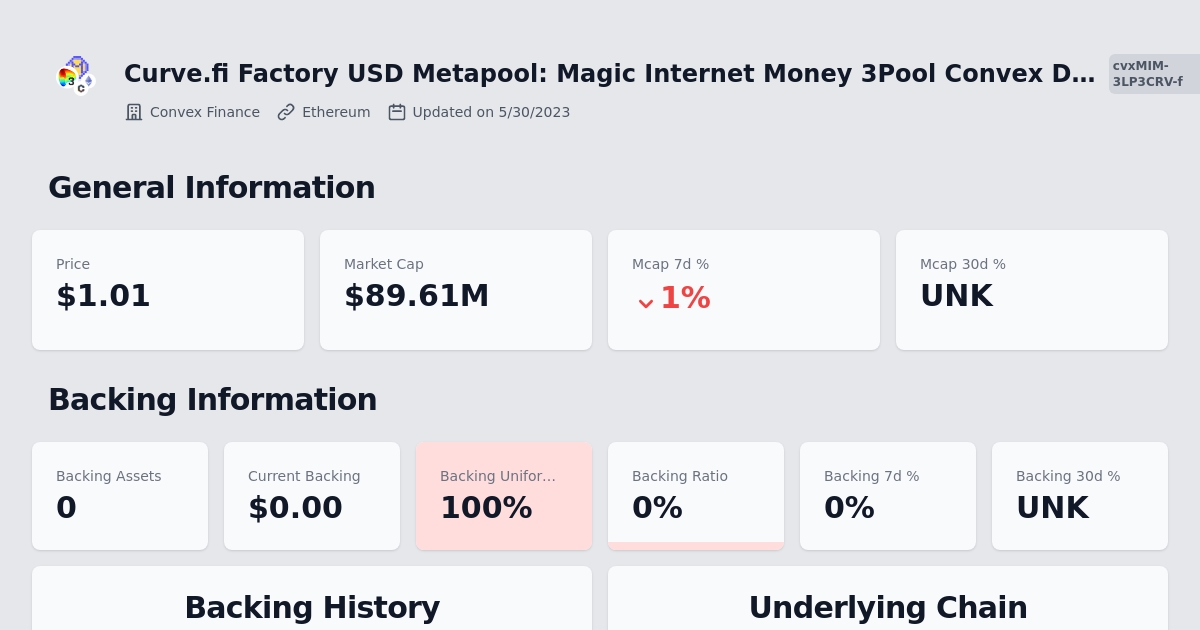 Curve.fi Factory USD Metapool: Magic Internet Money 3Pool Convex D...
cvxMIM-
3LP3CRV-f
Convex Finance Ethereum Updated on 5/30/2023
General Information
Price
$1.01
Market Cap
$89.61M
Mcap 7d %
1%
Mcap 30d %
UNK
Backing Information
Backing Assets
0
Current Backing
$0.00
Backing Unifor...
100%
Backing Ratio
0%
Backing 7d %
0%
Backing 30d %
UNK
Backing History
Underlying Chain